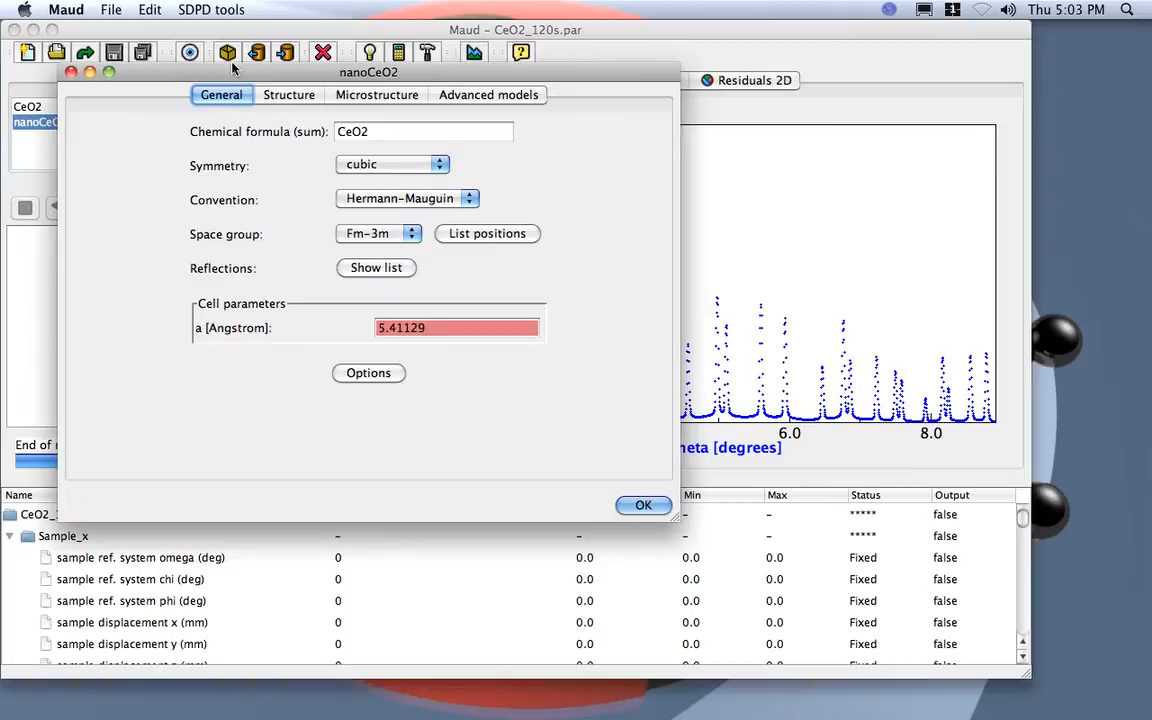 Maud File Edit SDPD tools Thu 5:03 PM
Maud - CeO2_120s.par
nanoCeO2
Residuals 2D
General Structure Microstructure Advanced models
CeO2
nanoCeO
Chemical formula (sum): CeO2
Symmetry: cubic
Convention: Hermann-Mauguin
Space group: Fm-3m List positions
Reflections: Show list
Cell parameters
a [Angstrom]: 5.41129
Options
6.0 8.0
[degrees]
End of
OK
Name Min Max Status Output
CeO2_ – – – ***** false
Sample_x – – – – ***** false
sample ref. system omega (deg) 0 0.0 0.0 0.0 Fixed false
sample ref. system chi (deg) 0 0.0 0.0 0.0 Fixed false
sample ref. system phi (deg) 0 0.0 0.0 0.0 Fixed false
sample displacement x (mm) 0 0.0 0.0 0.0 Fixed false
sample displacement y (mm) 0 0.0 0.0 0.0 Fixed false